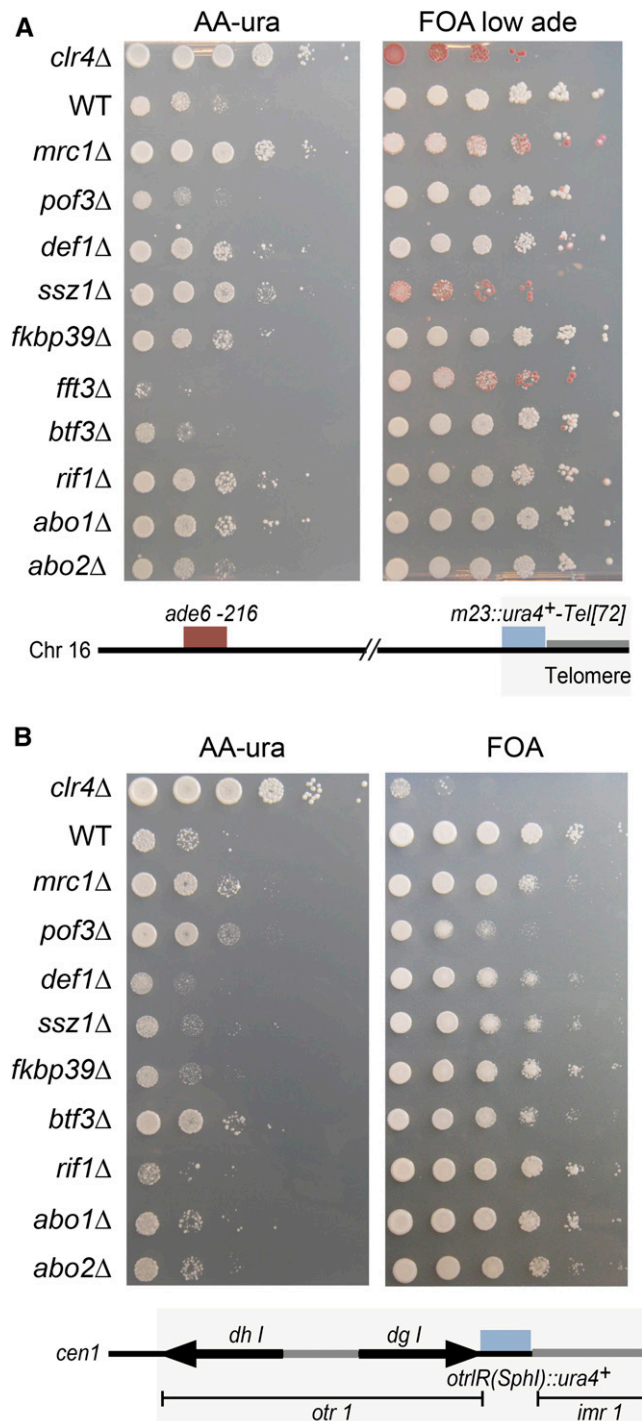 A
AA-ura FOA low ade
clr4Δ
WT
mrc1Δ
pof3Δ
def1Δ
ssz1Δ
fkbp39Δ
fft3Δ
btf3Δ
rif1Δ
abo1Δ
abo2Δ
ade6 -216 m23::ura4+-Tel[72]
Chr 16 //
Telomere
B
AA-ura FOA
clr4Δ
WT
mrc1Δ
pof3Δ
def1Δ
ssz1Δ
fkbp39Δ
btf3Δ
rif1Δ
abo1Δ
abo2Δ
dh I dg I
cen1
otrIR(SphI)::ura4+
otr 1 imr 1